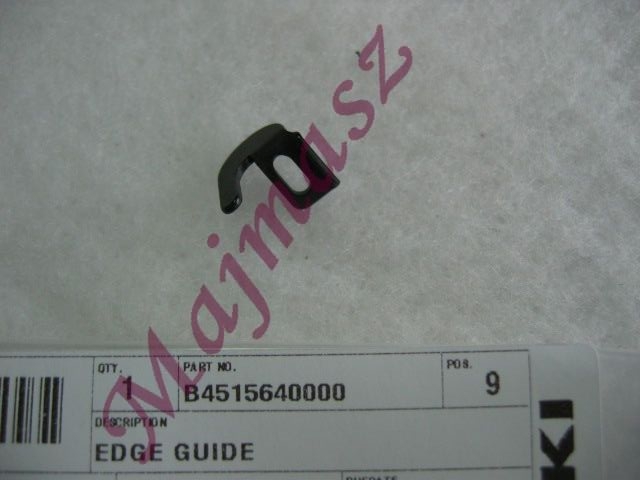 Majmasz
QTY. PART NO. POS.
1 B4515640000 9
DESCRIPTION
EDGE GUIDE
KI